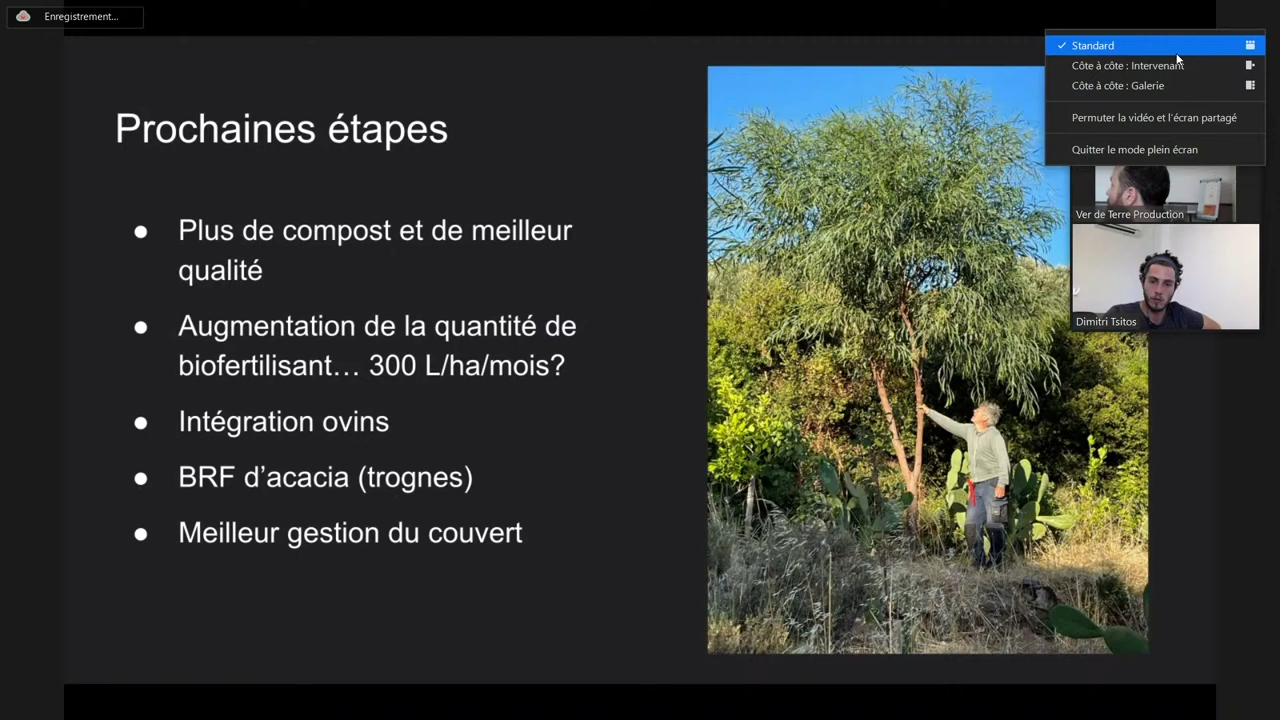 Enregistrement...
Standard
Côte à côte : Intervenant
Côte à côte : Galerie
Permuter la vidéo et l'écran partagé
Quitter le mode plein écran
Ver de Terre Production
Dimitri Tsitos
Prochaines étapes
● Plus de compost et de meilleur
qualité
● Augmentation de la quantité de
biofertilisant… 300 L/ha/mois?
● Intégration ovins
● BRF d’acacia (trognes)
● Meilleur gestion du couvert